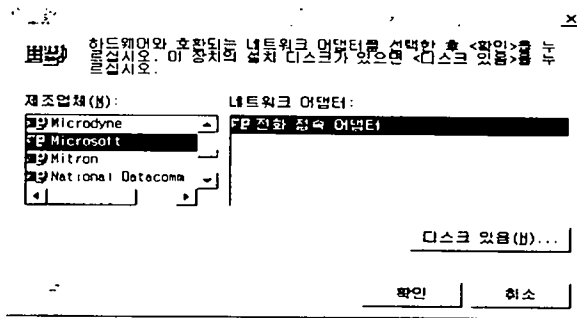 하드웨어와 호환되는 네트워크 어댑터를 선택한 후 <확인>를 누
르십시오. 이 장치의 설치 디스크가 있으면 <디스크 있음>를 누
르십시오.
제조업체(M):
네트워크 어댑터:
Microdyne
Microsoft
Mitron
National Datacomm
전화 접속 어댑터
디스크 있음(H)...
확인
취소